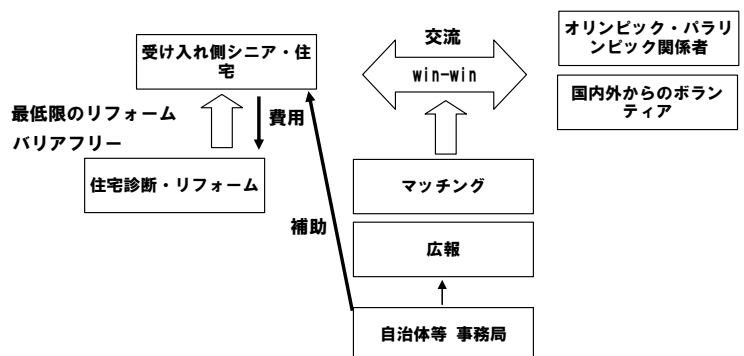 受け入れ側シニア・住
宅
交流
win-win
オリンピック・パラリ
ンピック関係者
国内外からのボラン
ティア
最低限のリフォーム
バリアフリー
費用
住宅診断・リフォーム
マッチング
補助
広報
自治体等 事務局